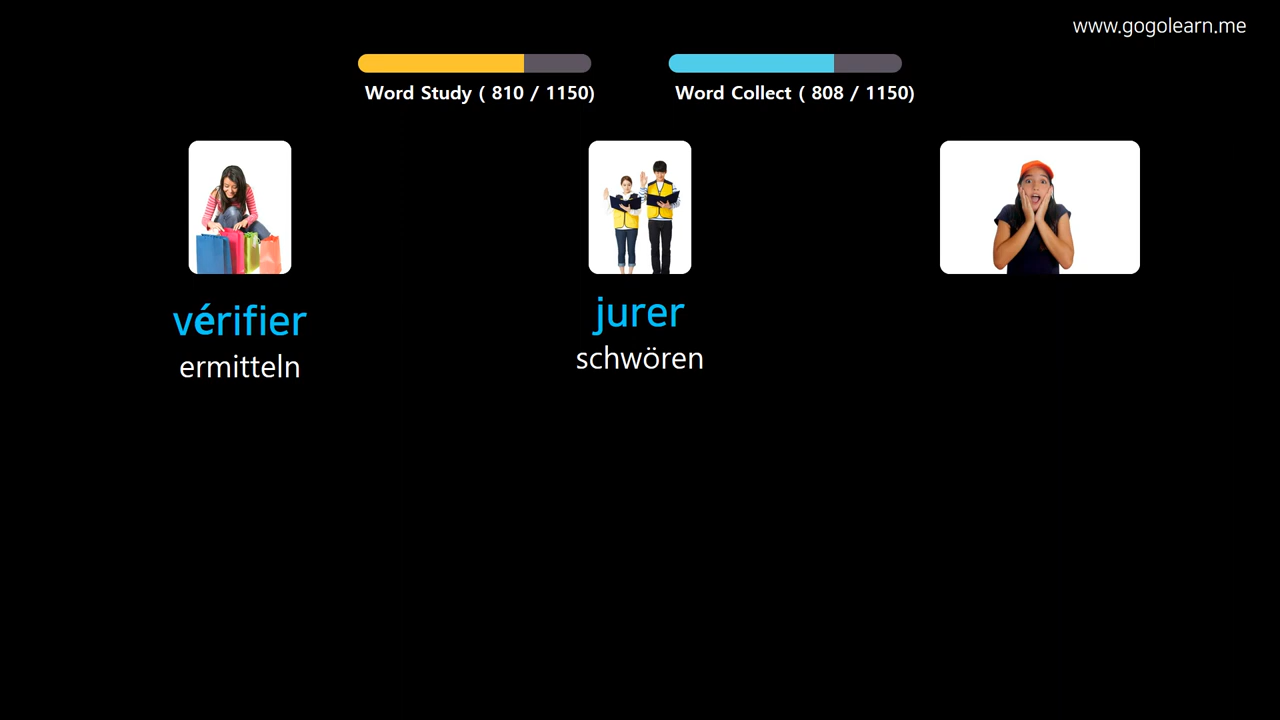 www.gogolearn.me
Word Study ( 810 / 1150)
Word Collect ( 808 / 1150)
vérifier
ermitteln
jurer
schwören